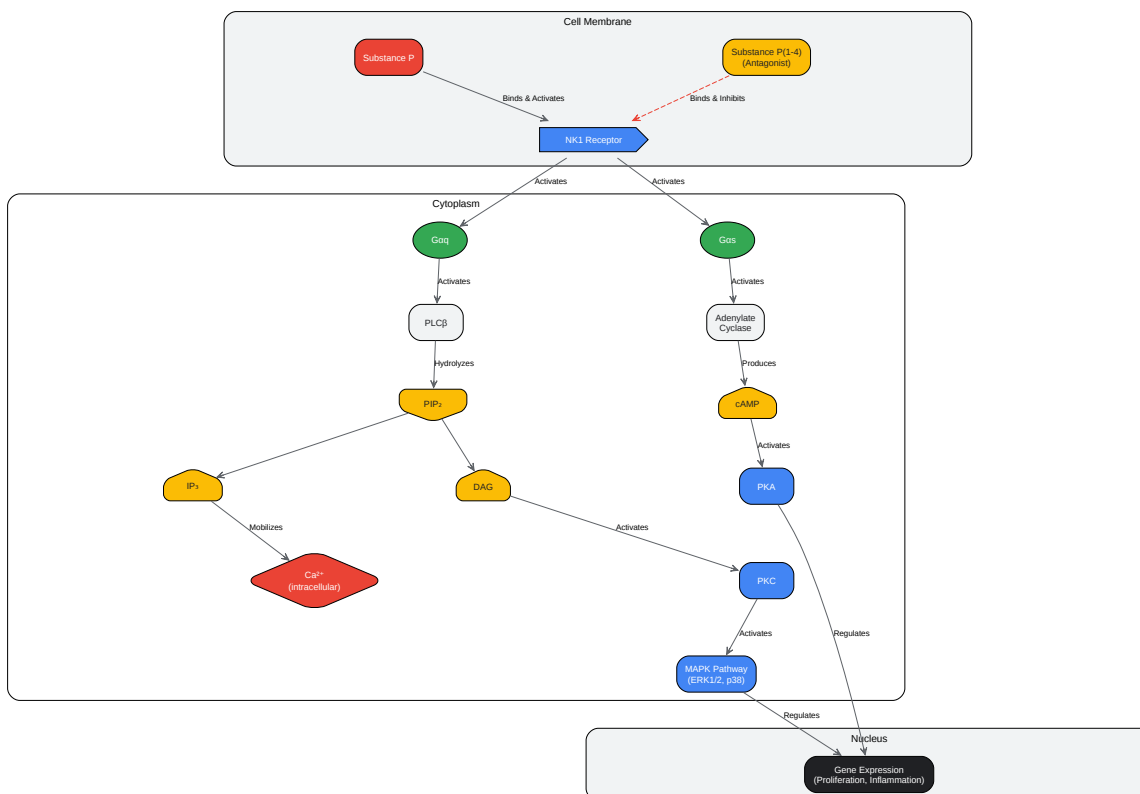 Cell Membrane
Substance P
Substance P(1-4)
(Antagonist)
Binds & Activates
Binds & Inhibits
NK1 Receptor
Activates
Activates
Cytoplasm
Gαq
Gαs
Activates
Activates
PLCβ
Adenylate
Cyclase
Hydrolyzes
Produces
PIP₂
cAMP
Activates
IP₃
DAG
PKA
Mobilizes
Activates
Ca²⁺
(intracellular)
PKC
Activates
Regulates
MAPK Pathway
(ERK1/2, p38)
Regulates
Nucleus
Gene Expression
(Proliferation, Inflammation)